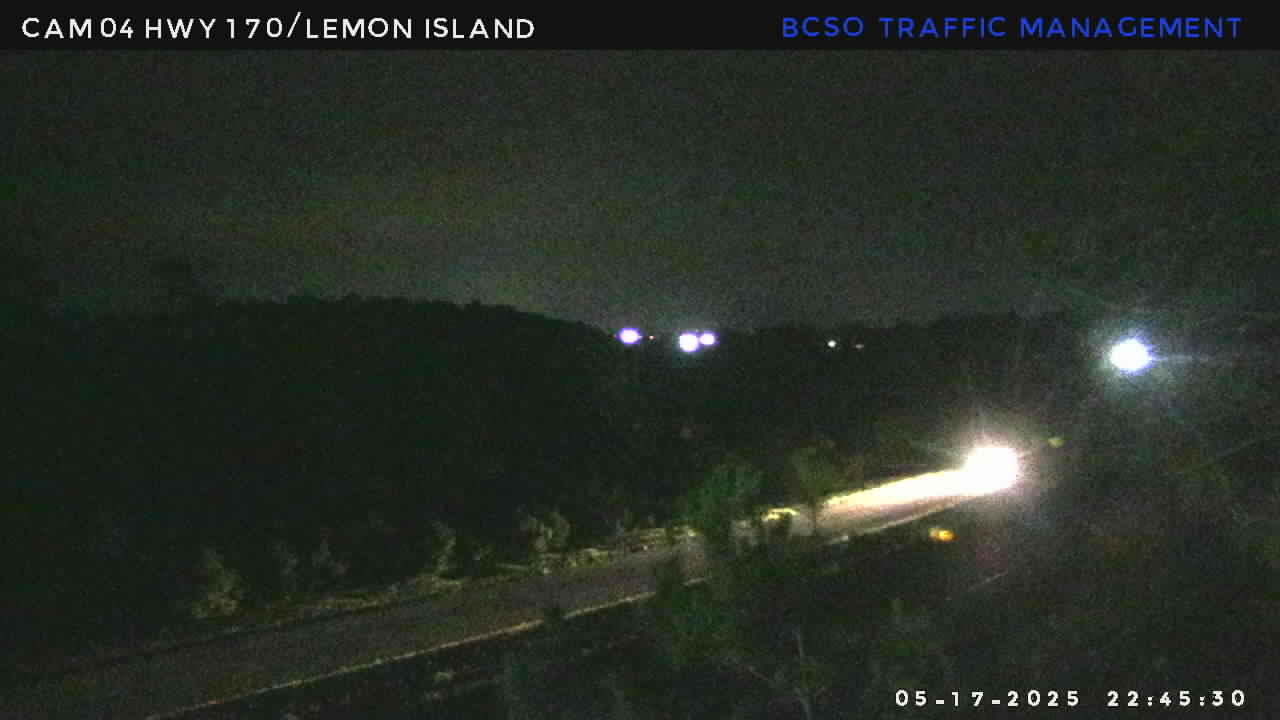 CAM04 HWY 170/LEMON ISLAND
BCSO TRAFFIC MANAGEMENT
05-17-2025 22:45:30